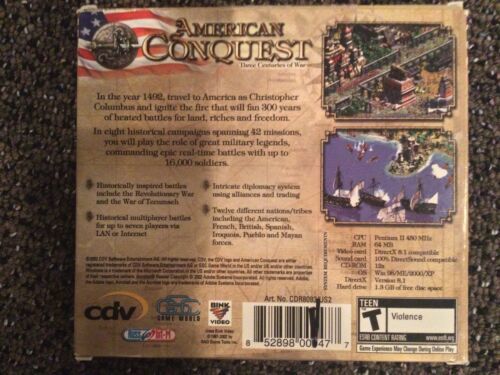 AMERICAN
CONQUEST
Three Centuries of War
In the year 1492, travel to America as Christopher
Columbus and ignite the fire that will fan 300 years
of heated battles for land, riches and freedom.
In eight historical campaigns spanning 42 missions,
you will play the role of great military legends,
commanding epic real-time battles with up to
16,000 soldiers.
Historically inspired battles
include the Revolutionary War
and the War of Tecumseh
Historical multiplayer battles
for up to seven players via
LAN or Internet
Intricate diplomacy system
using alliances and trading
Twelve different nations/tribes
including the American,
French, British, Spanish,
Iroquois, Pueblo and Mayan
forces.
SYSTEM REQUIREMENTS
CPU Pentium II 450 MHz
RAM 64 MB
Video card DirectX 8.1 compatible
Sound card 100% DirectSound compatible
CD-ROM 12x
OS Win 98/ME/2000/XP
DirectX Version 8.1
Hard drive 1.3 GB of free disc space
cdv
GSC
GAME WORLD
BINK
VIDEO
Uses Bink Video
Art. No. CDR8093US2
8 52898 00047 7
TEEN
T
Violence
ESRB CONTENT RATING www.esrb.org
Game Experience May Change During Online Play